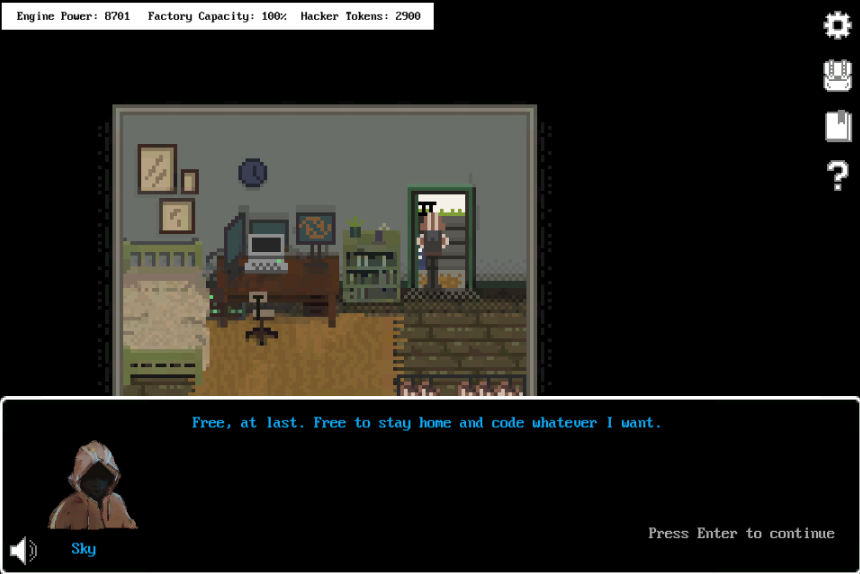 Engine Power: 8701 Factory Capacity: 100% Hacker Tokens: 2900
?
Free, at last. Free to stay home and code whatever I want.
Press Enter to continue
Sky